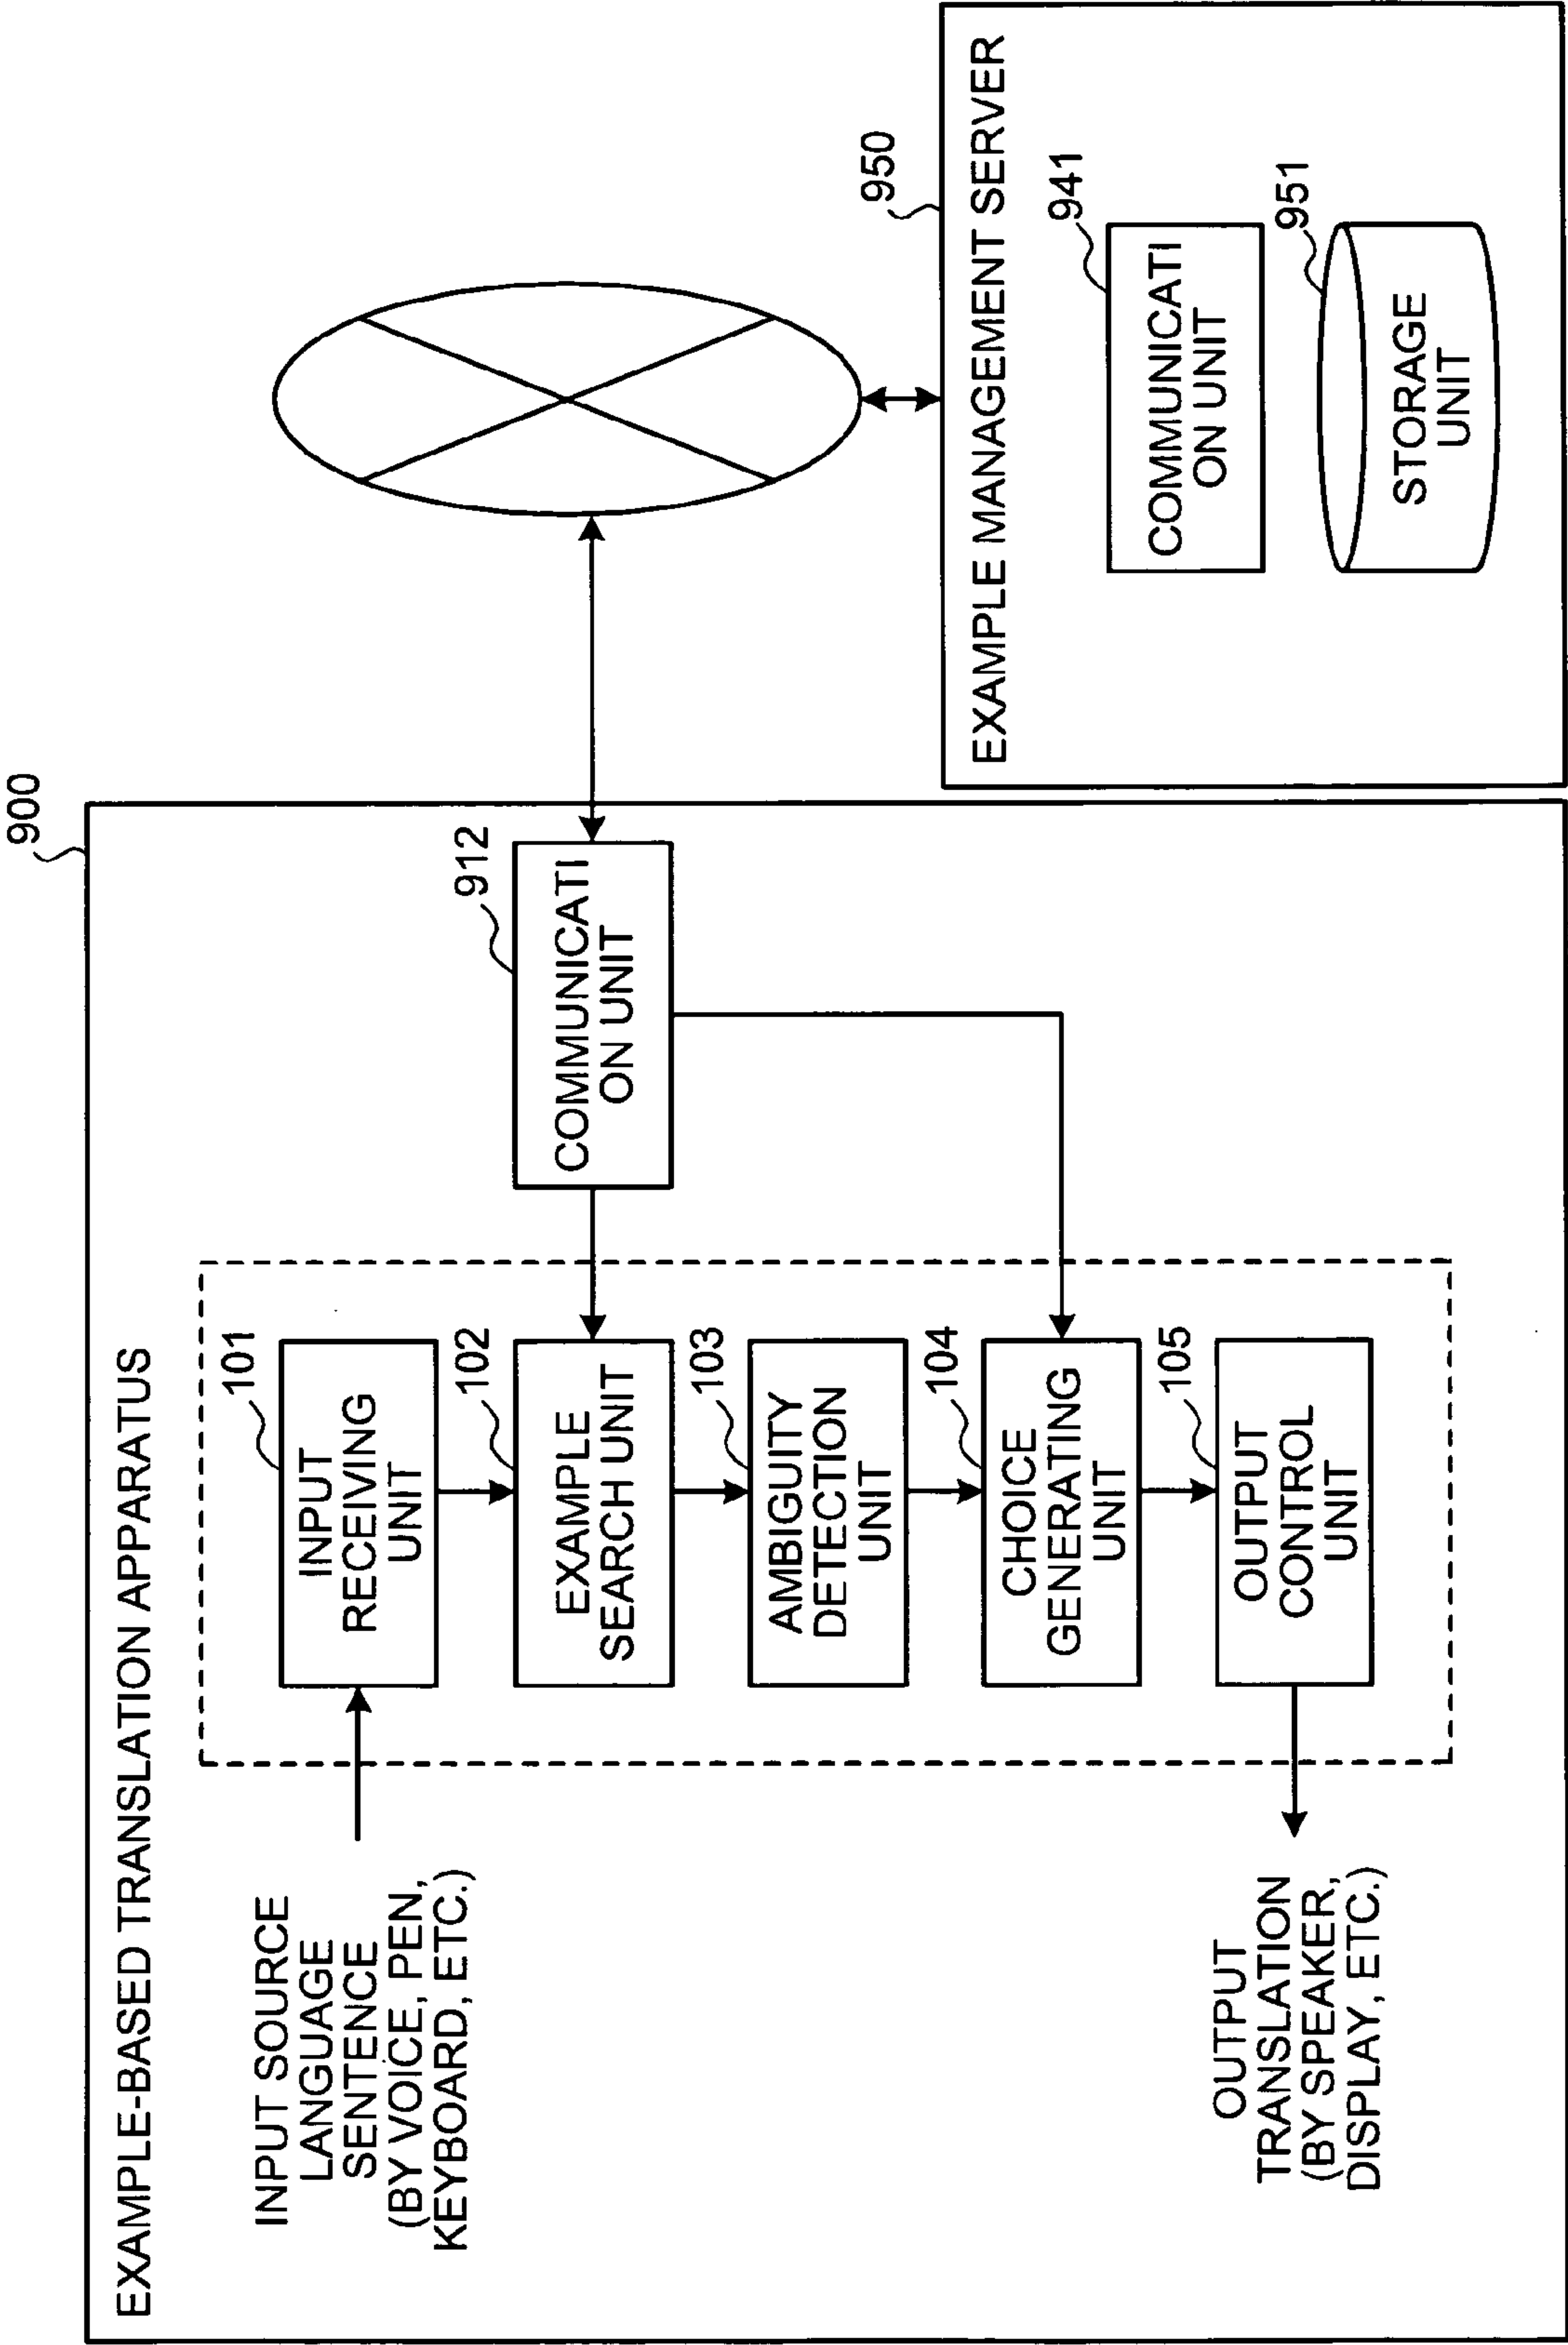 900
EXAMPLE-BASED TRANSLATION APPARATUS
INPUT SOURCE
LANGUAGE
SENTENCE
(BY VOICE, PEN,
KEYBOARD, ETC.)
101
INPUT
RECEIVING
UNIT
102
EXAMPLE
SEARCH UNIT
103
AMBIGUITY
DETECTION
UNIT
104
CHOICE
GENERATING
UNIT
105
OUTPUT
CONTROL
UNIT
OUTPUT
TRANSLATION
(BY SPEAKER,
DISPLAY, ETC.)
912
COMMUNICATI
ON UNIT
950
EXAMPLE MANAGEMENT SERVER
941
COMMUNICATI
ON UNIT
951
STORAGE
UNIT